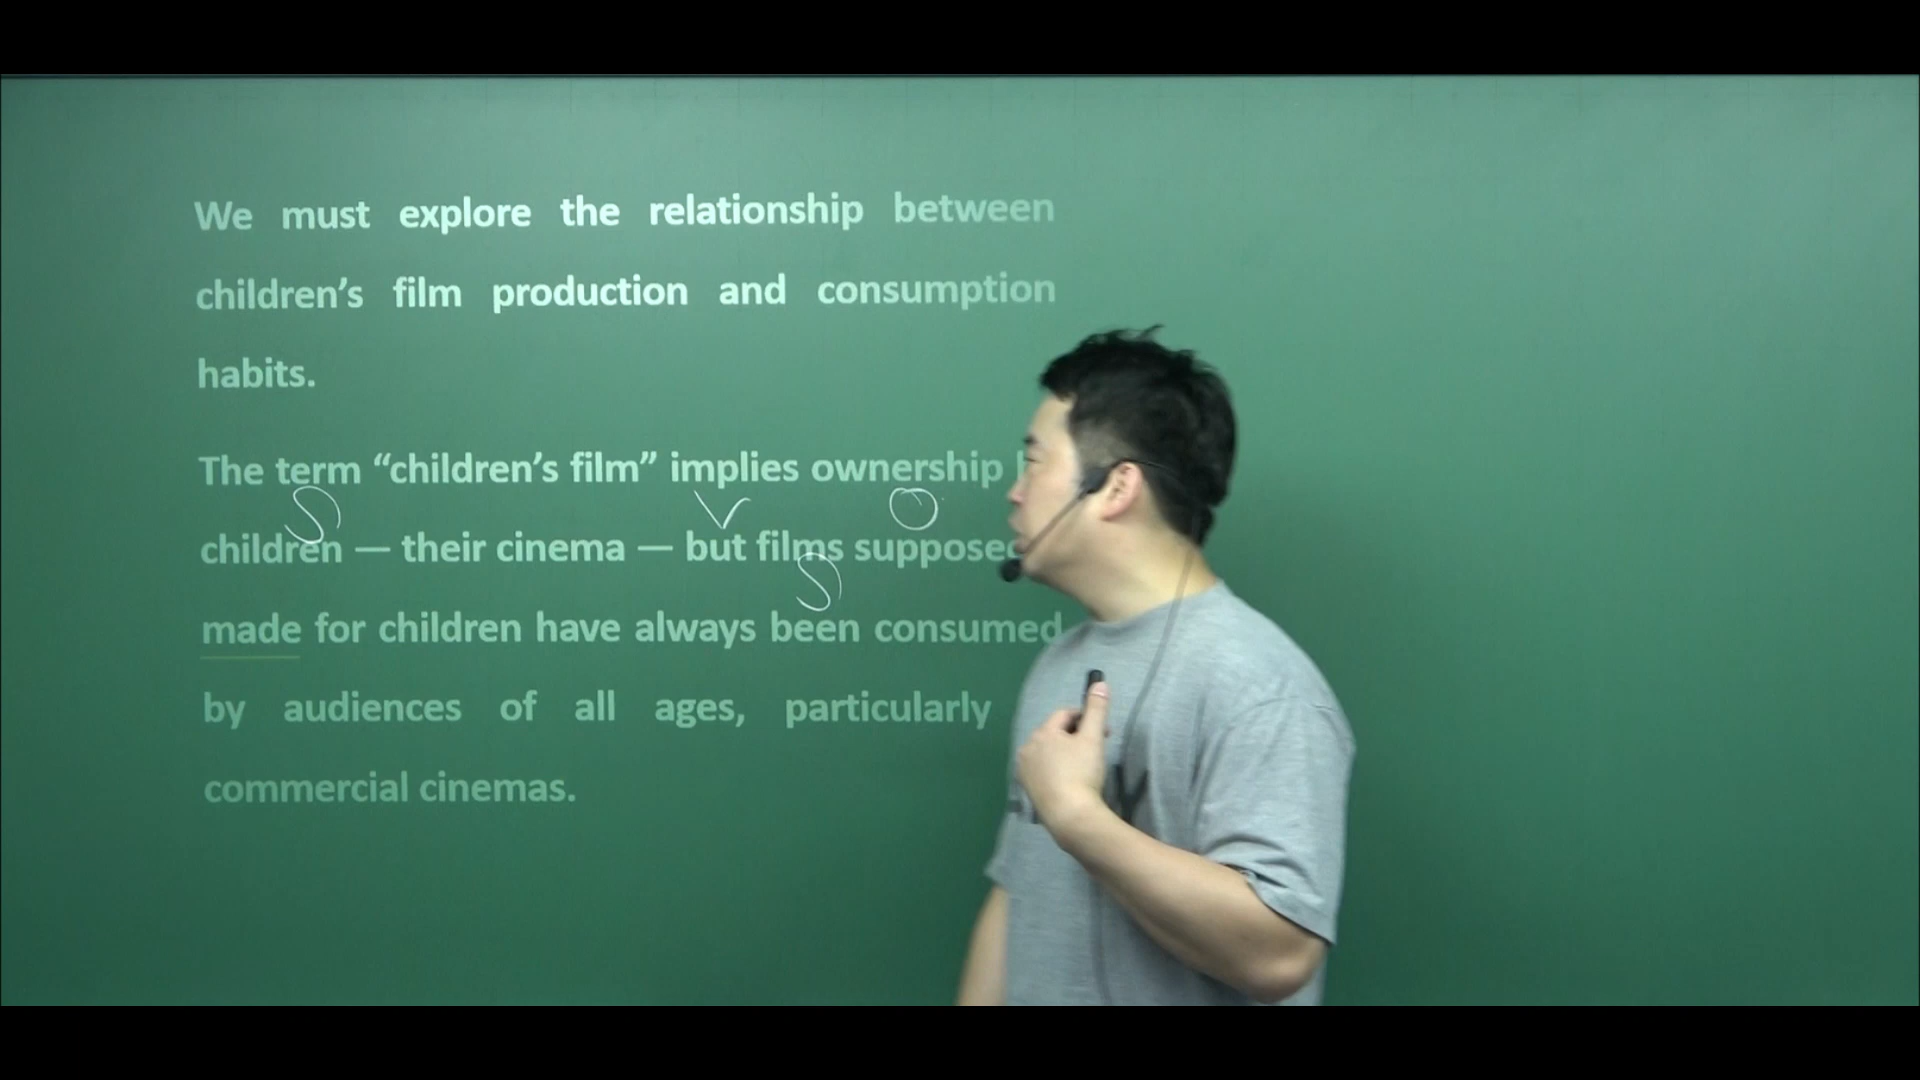 We must explore the relationship between
children’s film production and consumption
habits.
The term “children’s film” implies ownership
S V O
children — their cinema — but films
S
made for children have always been consumed
by audiences of all ages, particularly
commercial cinemas.